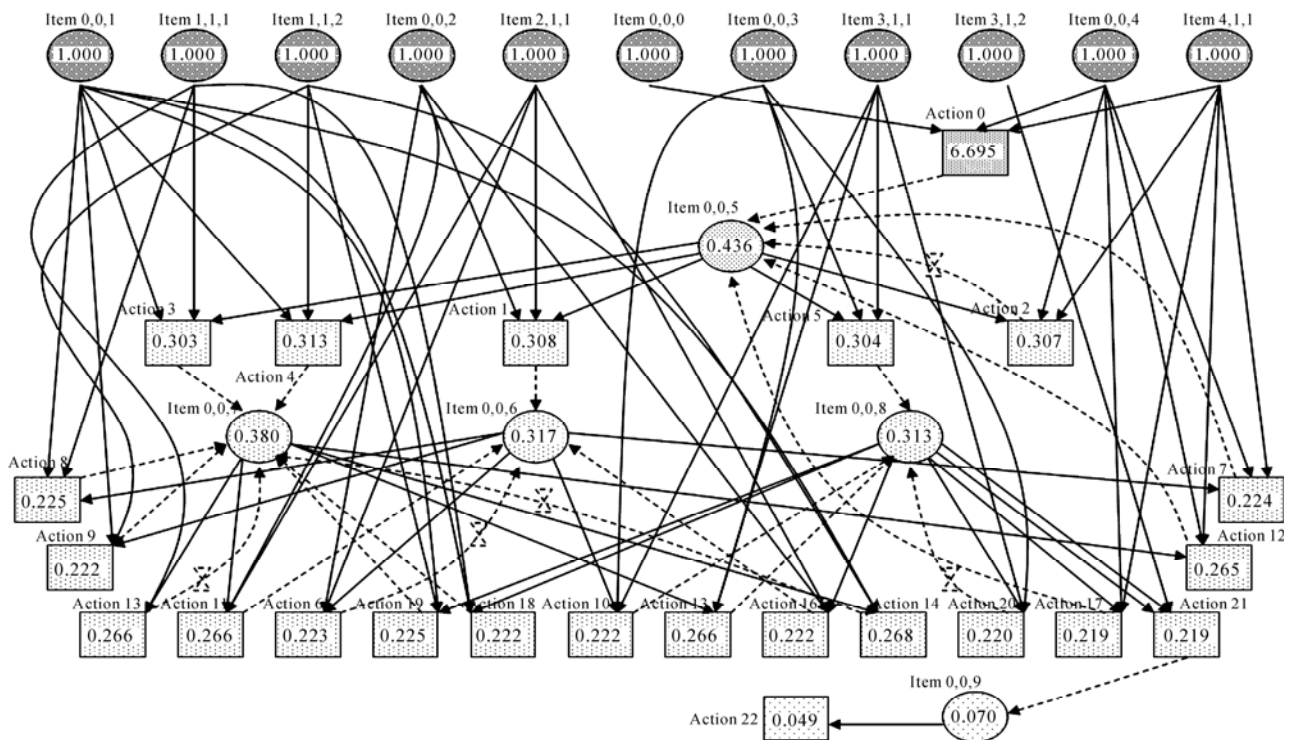 Item 0,0,1 Item 1,1,1 Item 1,1,2 Item 0,0,2 Item 2,1,1 Item 0,0,0 Item 0,0,3 Item 3,1,1 Item 3,1,2 Item 0,0,4 Item 4,1,1
1.000 1.000 1.000 1.000 1.000 1.000 1.000 1.000 1.000 1.000 1.000
Action 0
6.695
Item 0,0,5
0.436
Action 3 Action 1 Action 5 Action 2
0.303 0.313 0.308 0.304 0.307
Action 4
Item 0,0, Item 0,0,6 Item 0,0,8
0.380 0.317 0.313
Action 8 Action 7
0.225 0.224
Action 9 Action 12
0.222 0.265
Action 13 Action 11 Action 6 Action 19 Action 18 Action 10 Action 13 Action 16 Action 14 Action 20 Action 17 Action 21
0.266 0.266 0.223 0.225 0.222 0.222 0.266 0.222 0.268 0.220 0.219 0.219
Item 0,0,9
Action 22 0.049 0.070